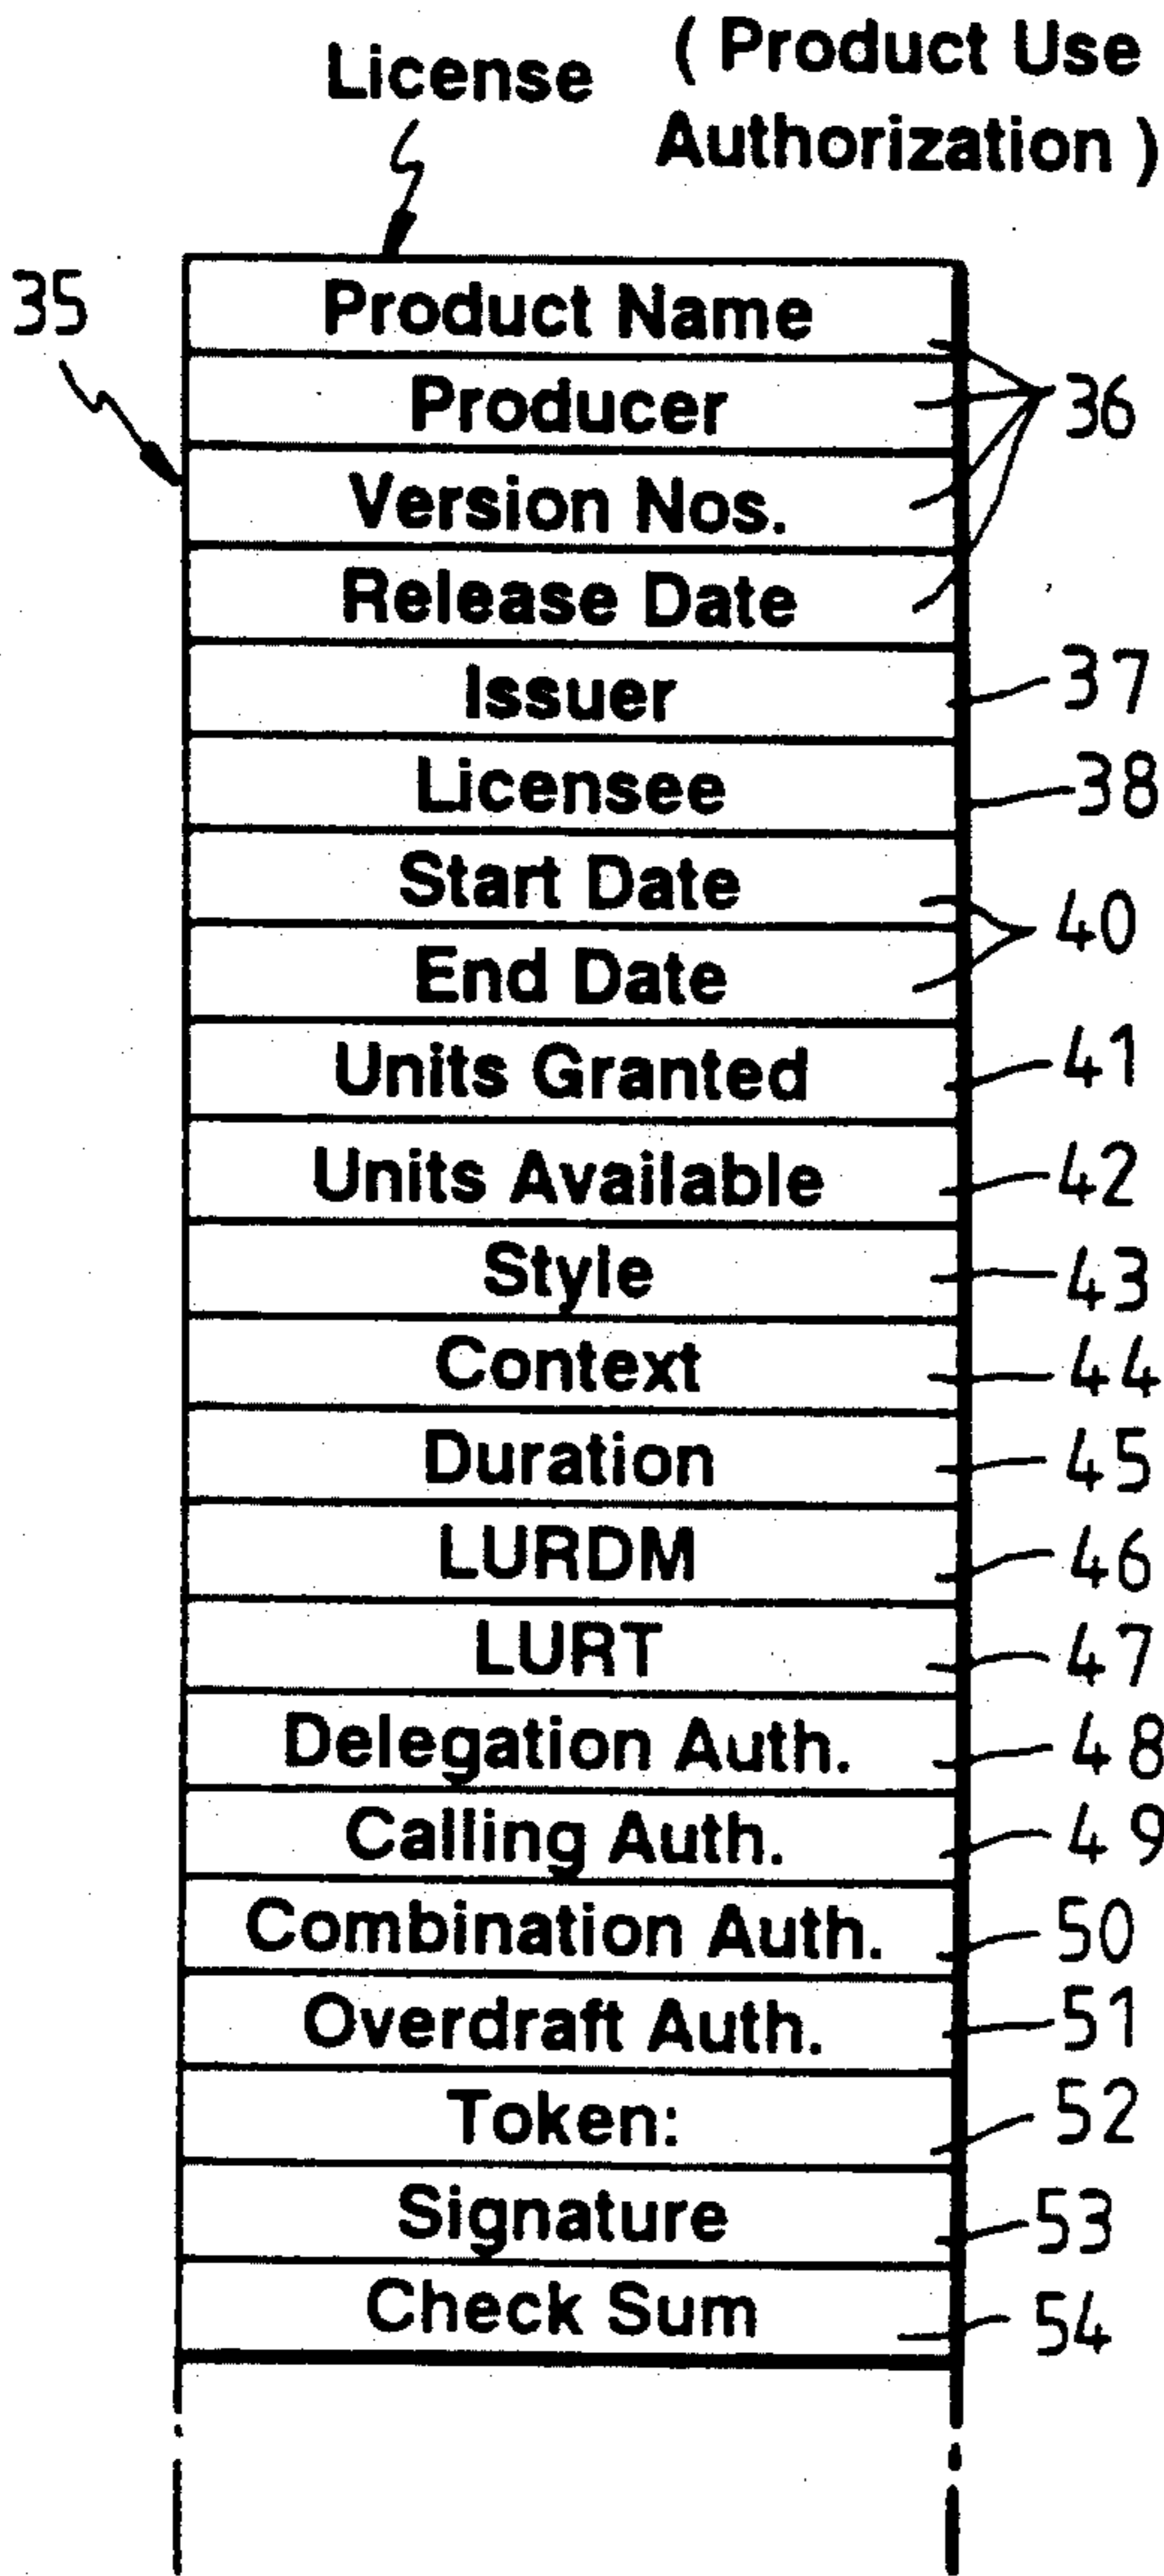 License
( Product Use
Authorization )
35
Product Name
Producer
36
Version Nos.
Release Date
Issuer
37
Licensee
38
Start Date
40
End Date
Units Granted
41
Units Available
42
Style
43
Context
44
Duration
45
LURDM
46
LURT
47
Delegation Auth.
48
Calling Auth.
49
Combination Auth.
50
Overdraft Auth.
51
Token:
52
Signature
53
Check Sum
54